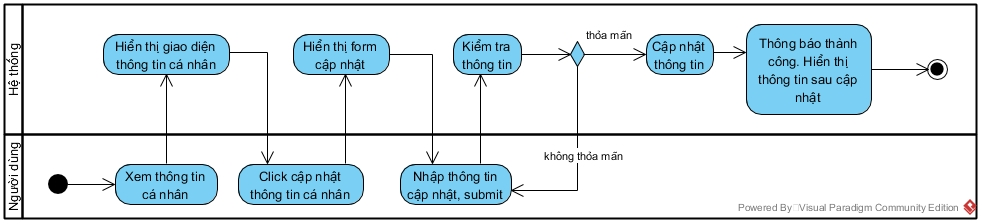 Hệ thống
Hiển thị giao diện
thông tin cá nhân
Hiển thị form
cập nhật
Kiểm tra
thông tin
thỏa mãn
Cập nhật
thông tin
Thông báo thành
công. Hiển thị
thông tin sau cập
nhật
không thỏa mãn
Người dùng
Xem thông tin
cá nhân
Click cập nhật
thông tin cá nhân
Nhập thông tin
cập nhật, submit
Powered By Visual Paradigm Community Edition